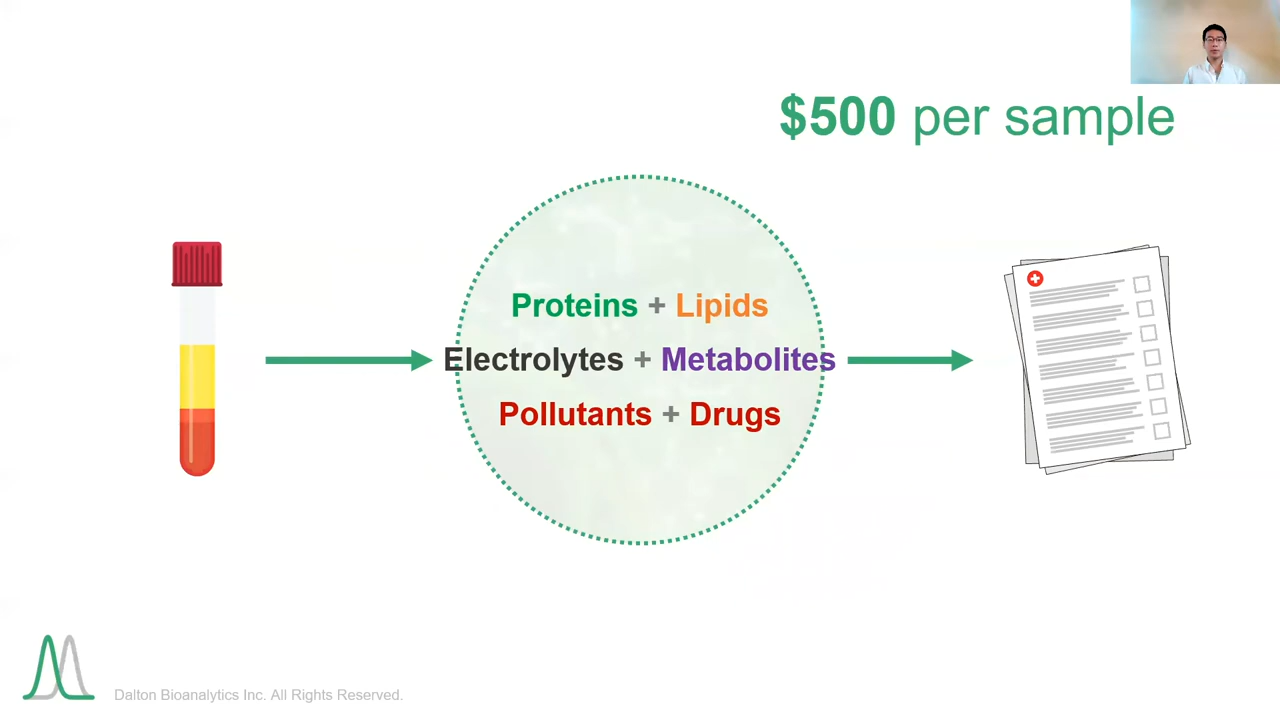 $500 per sample
Proteins + Lipids
Electrolytes + Metabolites
Pollutants + Drugs
Dalton Bioanalytics Inc. All Rights Reserved.